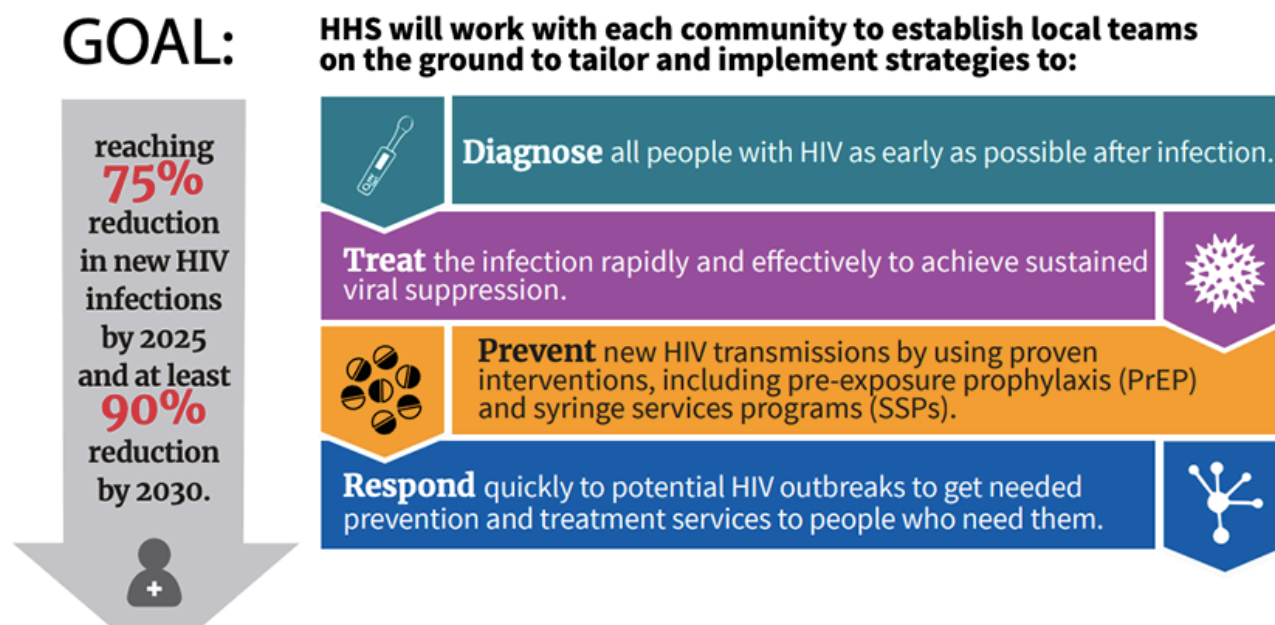 GOAL:
reaching
75%
reduction
in new HIV
infections
by 2025
and at least
90%
reduction
by 2030.
HHS will work with each community to establish local teams
on the ground to tailor and implement strategies to:
Diagnose all people with HIV as early as possible after infection.
Treat the infection rapidly and effectively to achieve sustained
viral suppression.
Prevent new HIV transmissions by using proven
interventions, including pre-exposure prophylaxis (PrEP)
and syringe services programs (SSPs).
Respond quickly to potential HIV outbreaks to get needed
prevention and treatment services to people who need them.